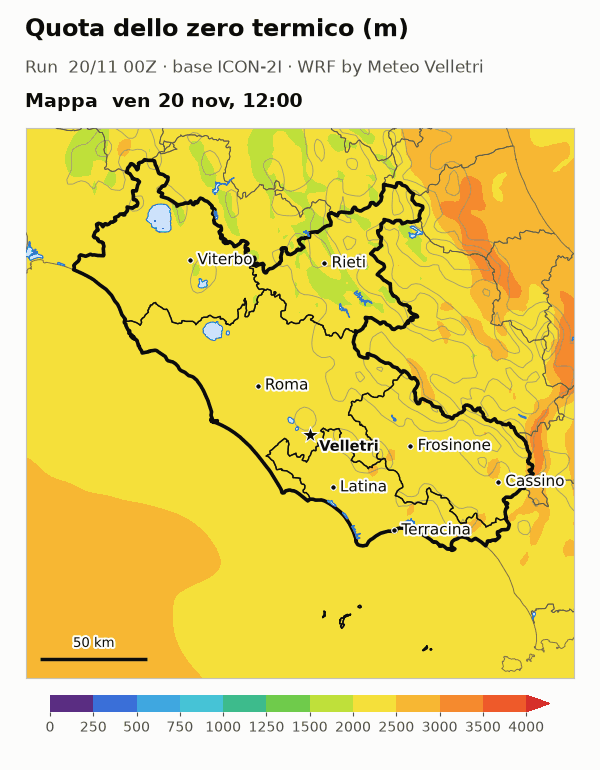 Quota dello zero termico (m)
Run  20/11 00Z · base ICON-2I · WRF by Meteo Velletri
Mappa  ven 20 nov, 12:00
Viterbo
Rieti
Roma
Velletri
Frosinone
Cassino
Latina
Terracina
50 km
0 250 500 750 1000 1250 1500 2000 2500 3000 3500 4000